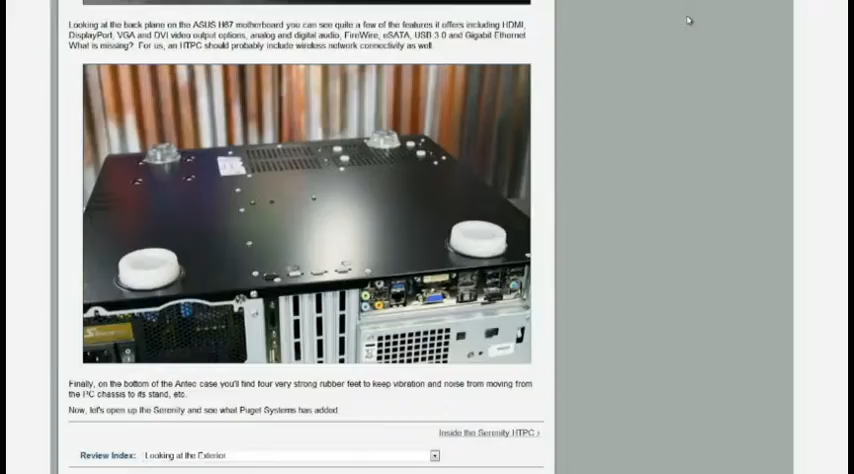 Looking at the back plane on the ASUS H67 motherboard you can see quite a few of the features it offers including HDMI,
DisplayPort, VGA and DVI video output options, analog and digital audio, FireWire, eSATA, USB 3.0 and Gigabit Ethernet
What is missing? For us, an HTPC should probably include wireless network connectivity as well.
Finally, on the bottom of the Antec case you'll find four very strong rubber feet to keep vibration and noise from moving from
the PC chassis to its stand, etc.
Now, let's open up the Serenity and see what Puget Systems has added
Inside the Serenity HTPC ›
Review Index: Looking at the Exterior